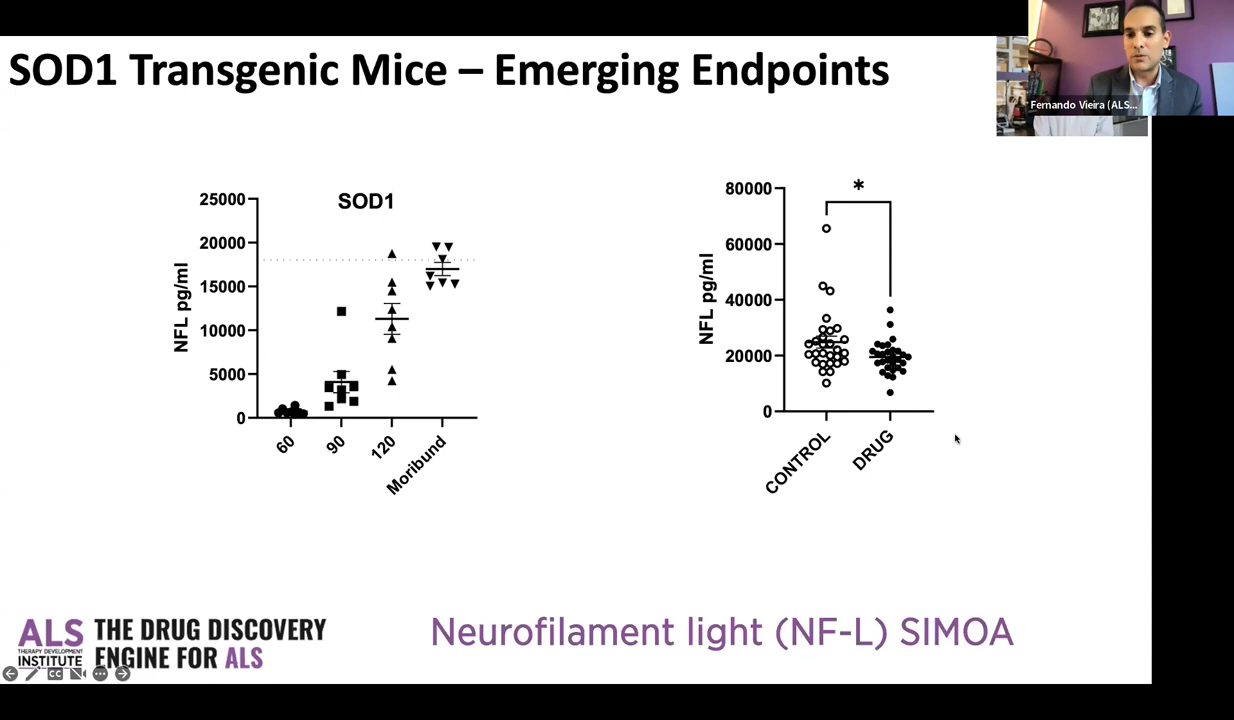 SOD1 Transgenic Mice – Emerging Endpoints
Fernando Vieira (ALS...
SOD1
25000
20000
15000
10000
5000
0
NFL pg/ml
60
90
120
Moribund
*
80000
60000
40000
20000
0
NFL pg/ml
CONTROL
DRUG
ALS
THERAPY DEVELOPMENT
INSTITUTE
THE DRUG DISCOVERY
ENGINE FOR ALS
Neurofilament light (NF-L) SIMOA
CC